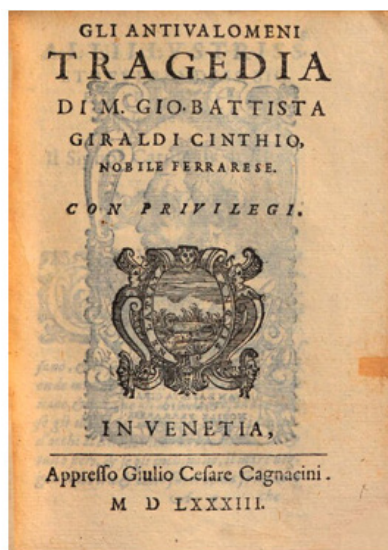 GLI ANTIVALOMENI
TRAGEDIA
DI M. GIO. BATTISTA
GIRALDI CINTHIO,
NOBILE FERRARESE.
CON PRIVILEGI.
IN VENETIA,
Appreſſo Giulio Ceſare Cagnacini.
M D LXXXIII.